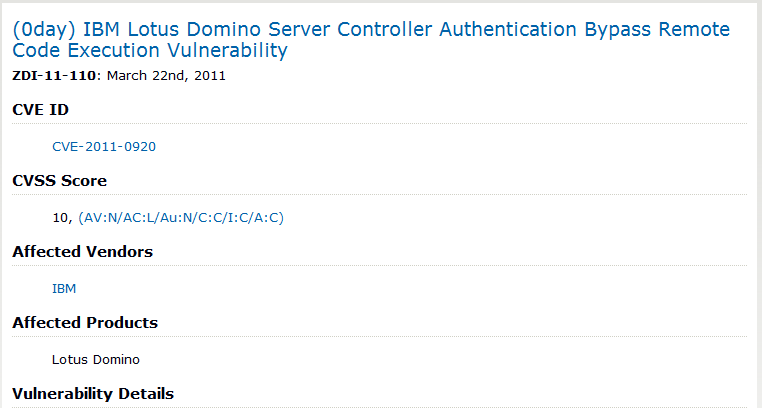 (0day) IBM Lotus Domino Server Controller Authentication Bypass Remote
Code Execution Vulnerability
ZDI-11-110: March 22nd, 2011
CVE ID
CVE-2011-0920
CVSS Score
10, (AV:N/AC:L/Au:N/C:C/I:C/A:C)
Affected Vendors
IBM
Affected Products
Lotus Domino
Vulnerability Details